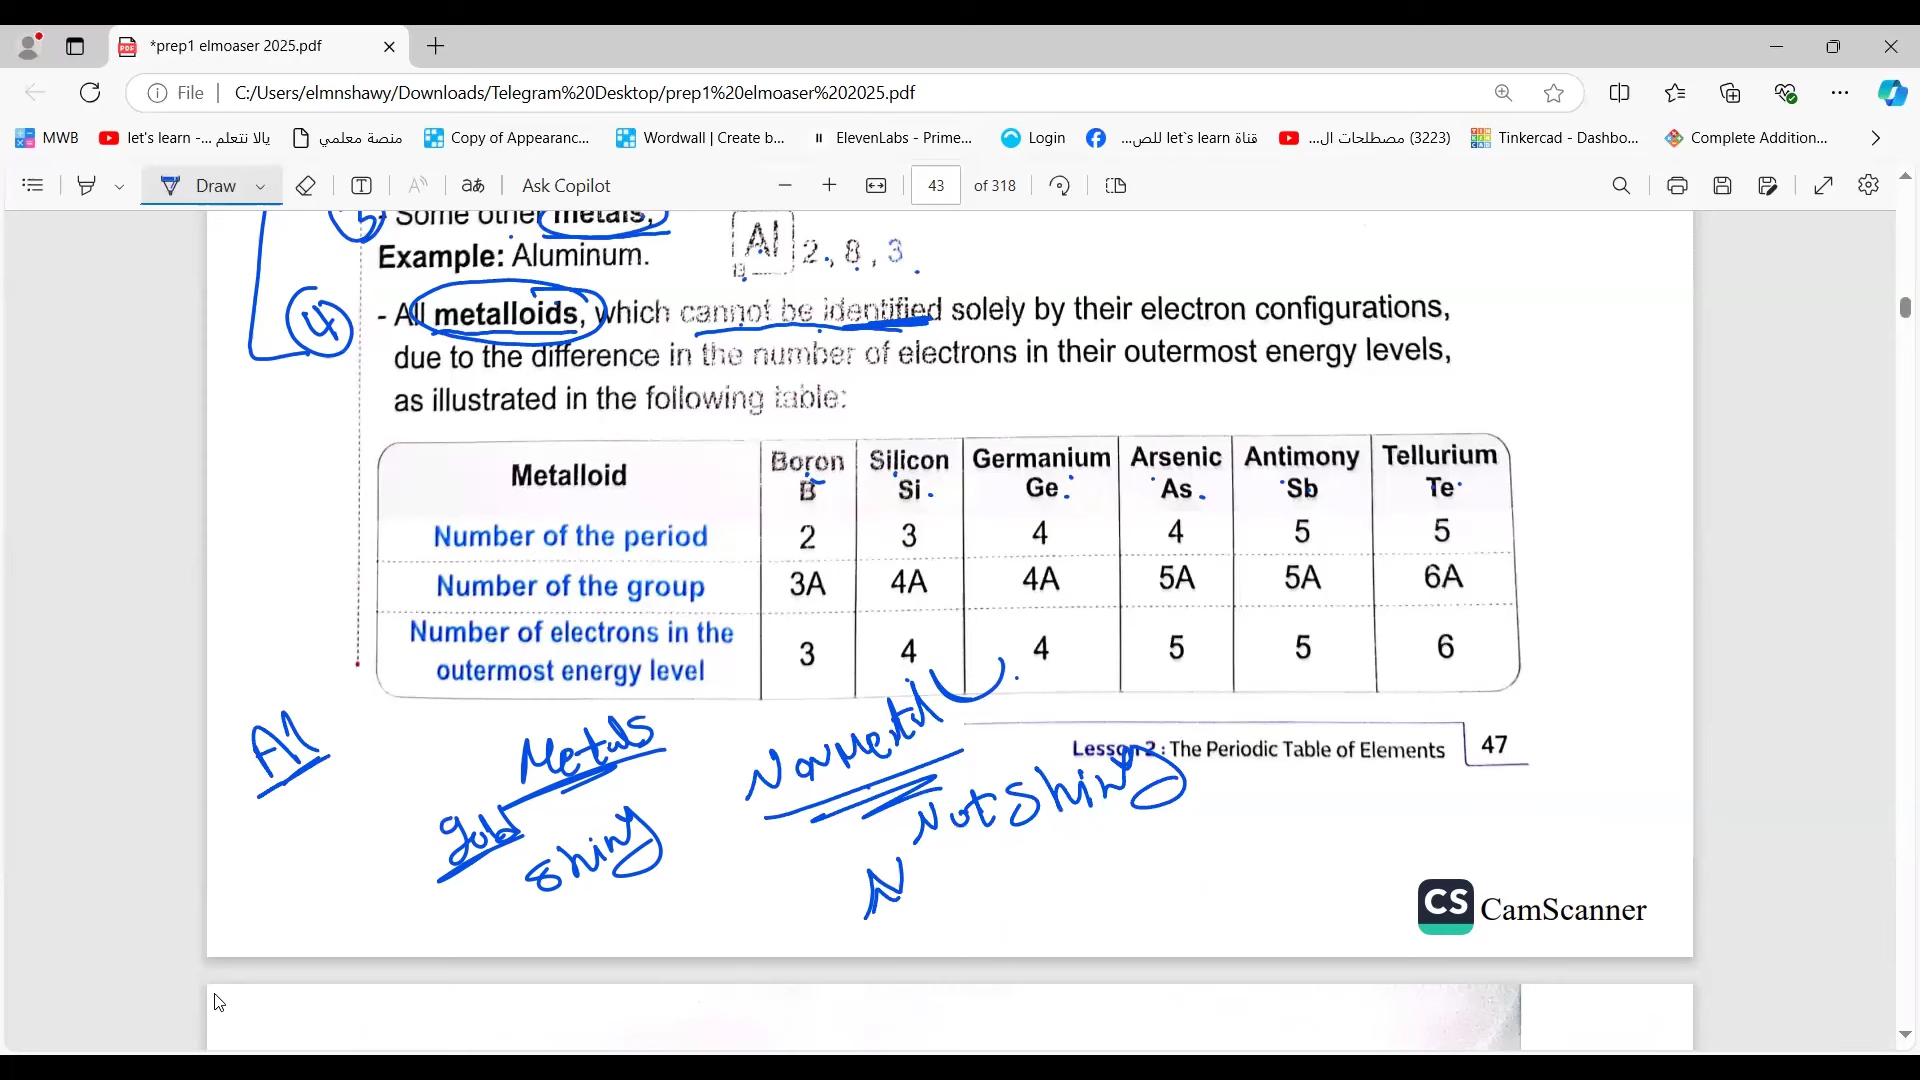 *prep1 elmoaser 2025.pdf
File C:/Users/elmnshawy/Downloads/Telegram%20Desktop/prep1%20elmoaser%202025.pdf
MWB let's learn -... يالا نتعلم منصة معلمي Copy of Appearanc... Wordwall | Create b... ElevenLabs - Prime... Login قناة let`s learn للص... (3223) مصطلحات ال... Tinkercad - Dashbo... Complete Addition...
Draw Ask Copilot 43 of 318
3 - Some other metals,
Example: Aluminum. Al 13 2, 8, 3
4 - All metalloids, which cannot be identified solely by their electron configurations,
due to the difference in the number of electrons in their outermost energy levels,
as illustrated in the following table:
Metalloid Boron B Silicon Si Germanium Ge Arsenic As Antimony Sb Tellurium Te
Number of the period 2 3 4 4 5 5
Number of the group 3A 4A 4A 5A 5A 6A
Number of electrons in the outermost energy level 3 4 4 5 5 6
Lesson 2 : The Periodic Table of Elements 47
Al Metals
gold Shiny
Not Shiny
N
CS CamScanner